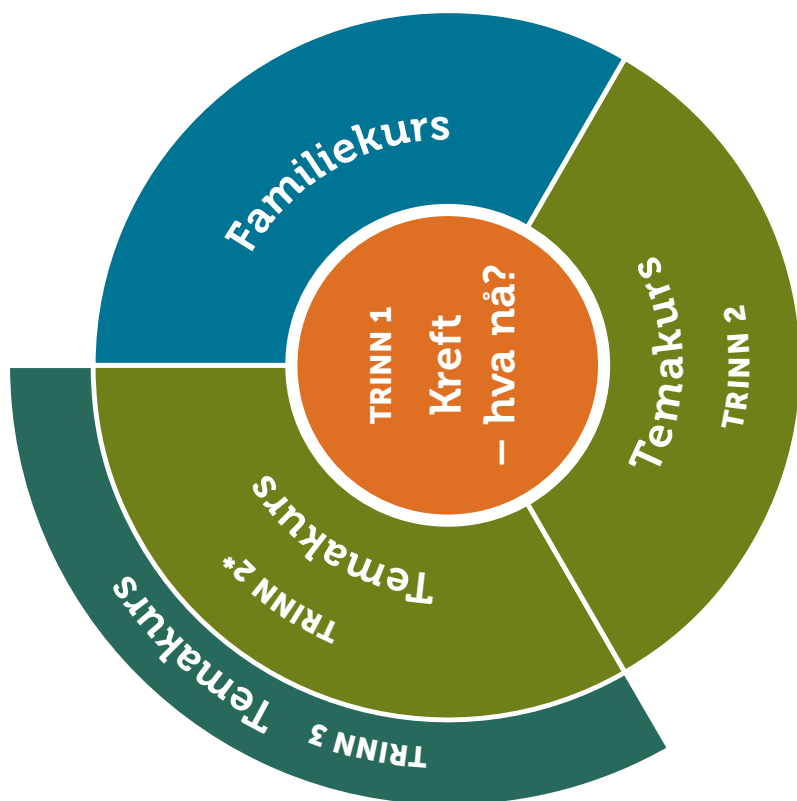 TRINN 1
Kreft
– hva nå?
Familiekurs
Temakurs
TRINN 2
Temakurs
TRINN 2*
Temakurs
TRINN 3